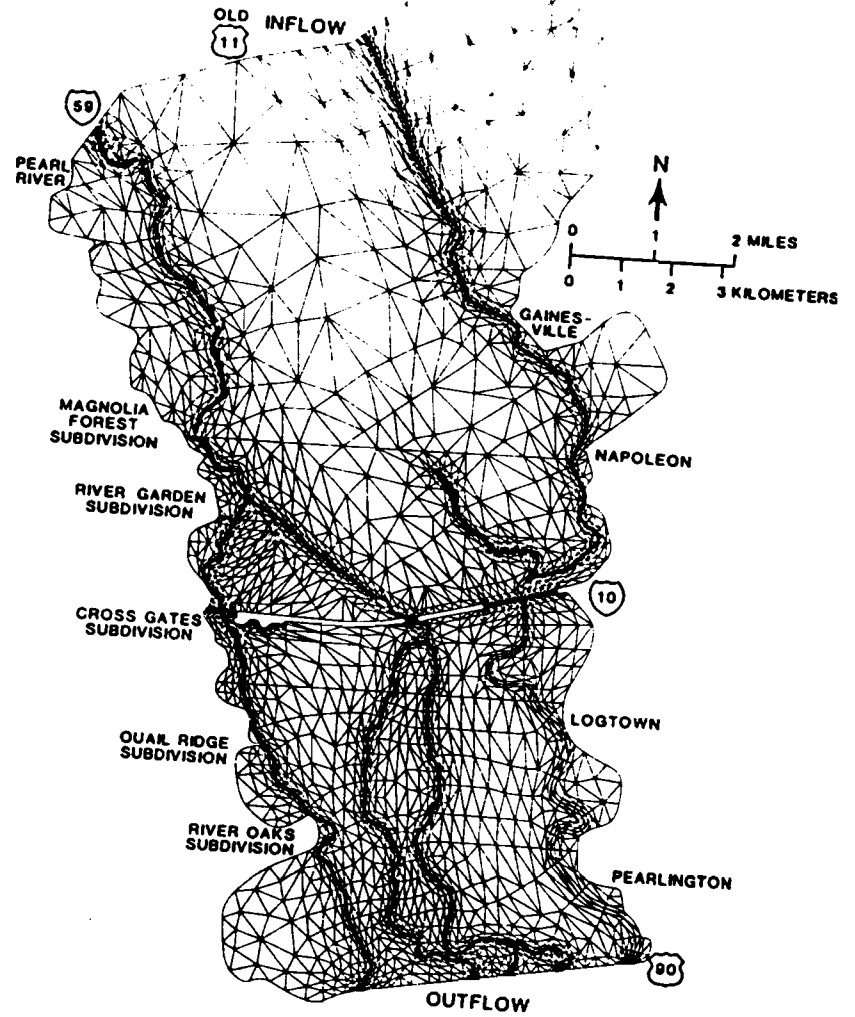 OLD
11
INFLOW
59
PEARL
RIVER
N
0 1 2 MILES
0 1 2 3 KILOMETERS
GAINES-
VILLE
MAGNOLIA
FOREST
SUBDIVISION
NAPOLEON
RIVER GARDEN
SUBDIVISION
10
CROSS GATES
SUBDIVISION
LOGTOWN
QUAIL RIDGE
SUBDIVISION
RIVER OAKS
SUBDIVISION
PEARLINGTON
90
OUTFLOW